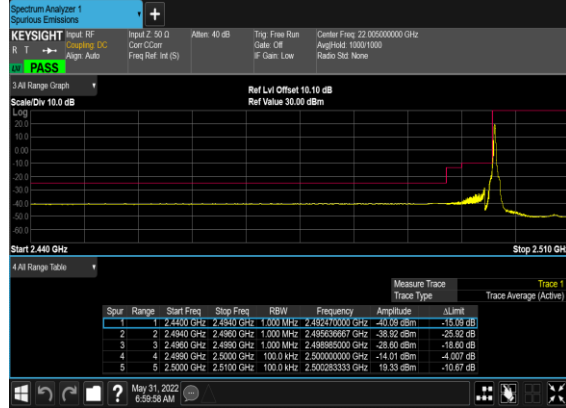 Spectrum Analyzer 1
Spurious Emissions
+
KEYSIGHT Input: RF Input Z: 50 Ω Atten: 40 dB Trig: Free Run Center Freq: 22.005000000 GHz
R T Coupling: DC Corr CCorr Gate: Off Avg|Hold: 1000/1000
Align: Auto Freq Ref: Int (S) IF Gain: Low Radio Std: None
PASS
3 All Range Graph
Ref Lvl Offset 10.10 dB
Scale/Div 10.0 dB Ref Value 30.00 dBm
Log
20.0
10.0
0.00
-10.0
-20.0
-30.0
-40.0
-50.0
-60.0
Start 2.440 GHz Stop 2.510 GH
4 All Range Table
Measure Trace Trace 1
Trace Type Trace Average (Active)
Spur Range Start Freq Stop Freq RBW Frequency Amplitude ΔLimit
1 1 2.4400 GHz 2.4940 GHz 1.000 MHz 2.492470000 GHz -40.09 dBm -15.09 dB
2 2 2.4940 GHz 2.4960 GHz 1.000 MHz 2.495636667 GHz -38.92 dBm -25.92 dB
3 3 2.4960 GHz 2.4990 GHz 1.000 MHz 2.498985000 GHz -28.60 dBm -18.60 dB
4 4 2.4990 GHz 2.5000 GHz 100.0 kHz 2.500000000 GHz -14.01 dBm -4.007 dB
5 5 2.5000 GHz 2.5100 GHz 100.0 kHz 2.500283333 GHz 19.33 dBm -10.67 dB
? May 31, 2022
6:59:58 AM